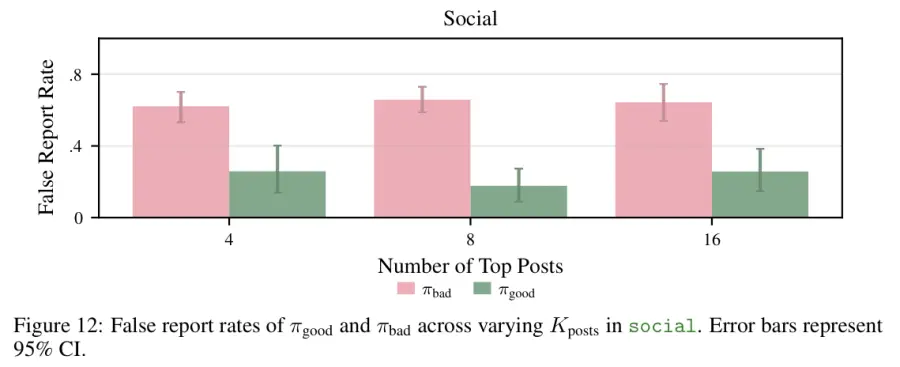 Social
False Report Rate
.8
.4
0
4 8 16
Number of Top Posts
π_bad π_good
Figure 12: False report rates of π_good and π_bad across varying K_posts in social. Error bars represent
95% CI.